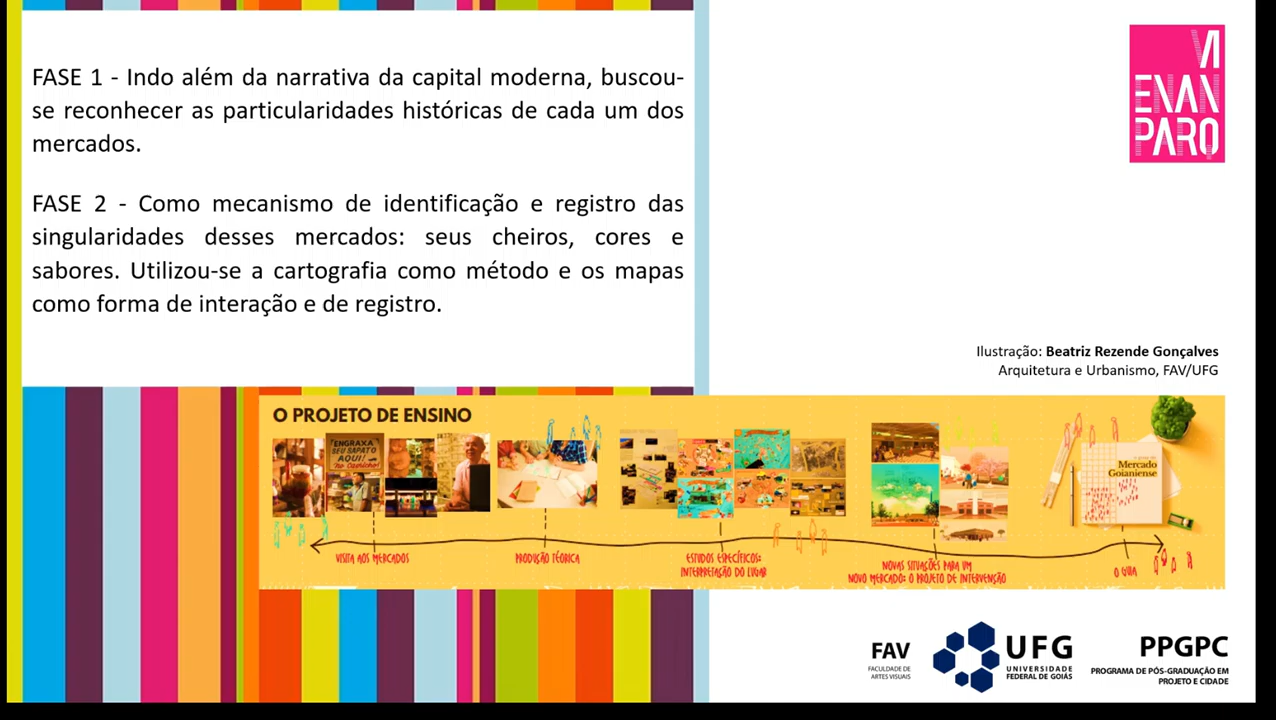 FASE 1 - Indo além da narrativa da capital moderna, buscou-
se reconhecer as particularidades históricas de cada um dos
mercados.
FASE 2 - Como mecanismo de identificação e registro das
singularidades desses mercados: seus cheiros, cores e
sabores. Utilizou-se a cartografia como método e os mapas
como forma de interação e de registro.
VI
ENAN
PARQ
Ilustração: Beatriz Rezende Gonçalves
Arquitetura e Urbanismo, FAV/UFG
O PROJETO DE ENSINO
ENGRAXA
SEU SAPATO
AQUI!
no Capricho!
Mercado
Goianiense
VISITA AOS MERCADOS
PRODUÇÃO TEÓRICA
ESTUDOS ESPECÍFICOS:
INTERPRETAÇÃO DO LUGAR
NOVAS SITUAÇÕES PARA UM
NOVO MERCADO: O PROJETO DE INTERVENÇÃO
O GUIA
FAV
FACULDADE DE
ARTES VISUAIS
UFG
UNIVERSIDADE
FEDERAL DE GOIÁS
PPGPC
PROGRAMA DE PÓS-GRADUAÇÃO EM
PROJETO E CIDADE